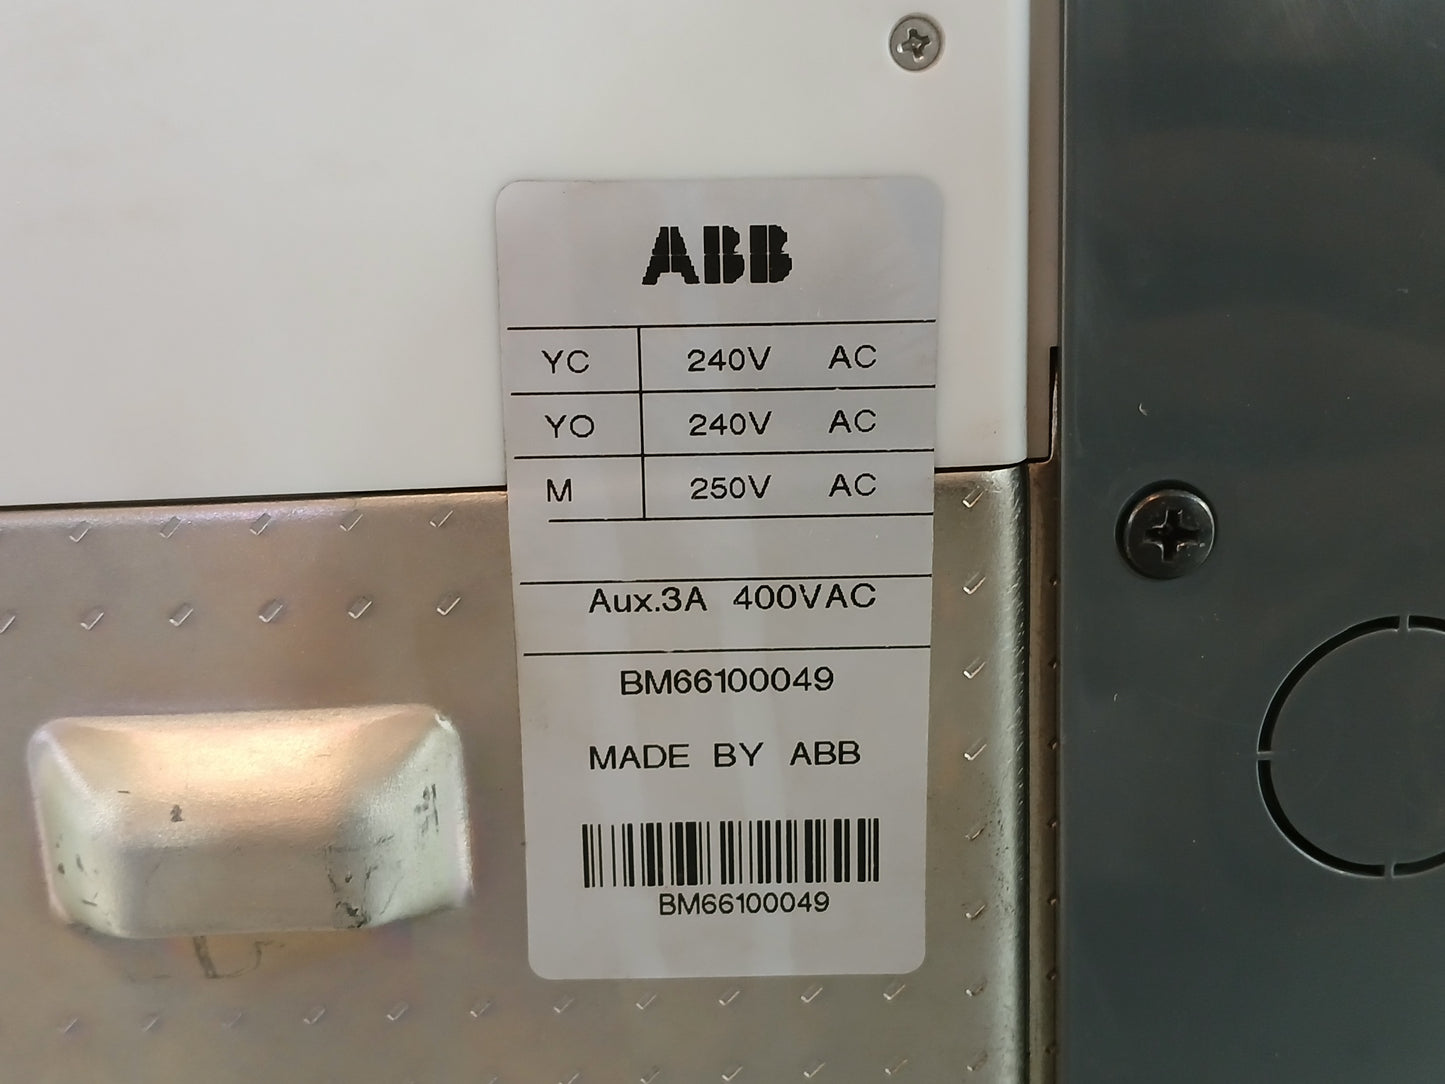 ABB
YC 240V AC
YO 240V AC
M 250V AC
Aux.3A 400VAC
BM66100049
MADE BY ABB
BM66100049